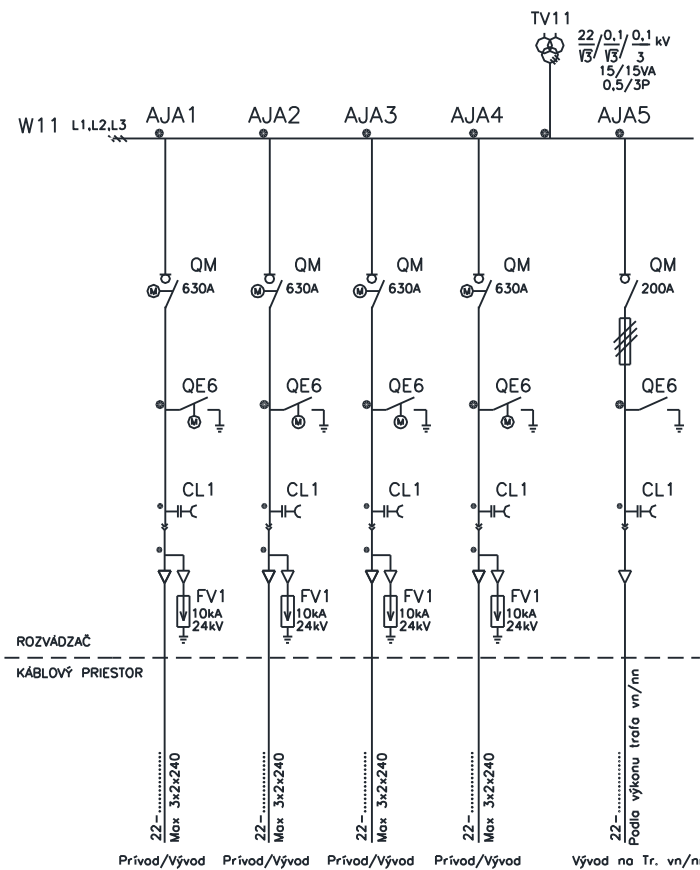 TV11
22/√3 / 0,1/√3 / 0,1/3 kV
15/15VA
0,5/3P
W11 L1,L2,L3
AJA1 AJA2 AJA3 AJA4 AJA5
QM QM QM QM QM
M 630A M 630A M 630A M 630A 200A
QE6 QE6 QE6 QE6 QE6
M M M M
CL1 CL1 CL1 CL1 CL1
FV1 FV1 FV1 FV1
10kA 10kA 10kA 10kA
24kV 24kV 24kV 24kV
ROZVÁDZAČ
KÁBLOVÝ PRIESTOR
22-
Max 3x2x240
22-
Max 3x2x240
22-
Max 3x2x240
22-
Max 3x2x240
22-
Podla výkonu trafa vn/nn
Prívod/Vývod Prívod/Vývod Prívod/Vývod Prívod/Vývod Vývod na Tr. vn/n